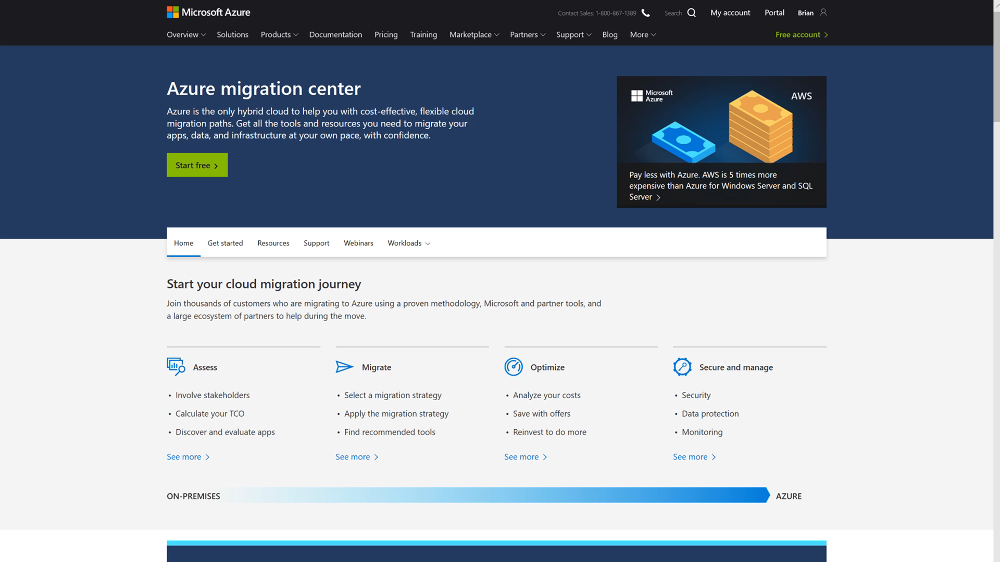 Microsoft Azure
Contact Sales: 1-800-867-1389
Search
My account
Portal
Brian
Overview
Solutions
Products
Documentation
Pricing
Training
Marketplace
Partners
Support
Blog
More
Free account
Azure migration center
Azure is the only hybrid cloud to help you with cost-effective, flexible cloud
migration paths. Get all the tools and resources you need to migrate your
apps, data, and infrastructure at your own pace, with confidence.
Start free
Microsoft
Azure
AWS
Pay less with Azure. AWS is 5 times more
expensive than Azure for Windows Server and SQL
Server
Home
Get started
Resources
Support
Webinars
Workloads
Start your cloud migration journey
Join thousands of customers who are migrating to Azure using a proven methodology, Microsoft and partner tools, and
a large ecosystem of partners to help during the move.
Assess
• Involve stakeholders
• Calculate your TCO
• Discover and evaluate apps
See more
Migrate
• Select a migration strategy
• Apply the migration strategy
• Find recommended tools
See more
Optimize
• Analyze your costs
• Save with offers
• Reinvest to do more
See more
Secure and manage
• Security
• Data protection
• Monitoring
See more
ON-PREMISES
AZURE